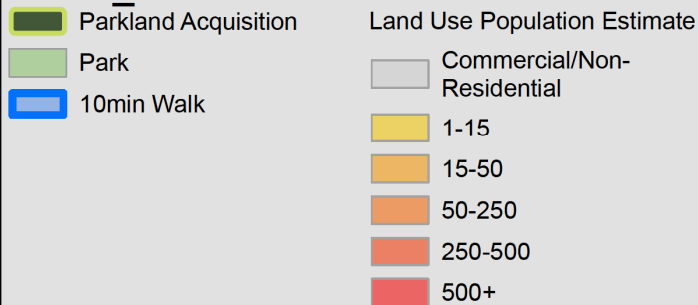 Parkland Acquisition
Park
10min Walk
Land Use Population Estimate
Commercial/Non-
Residential
1-15
15-50
50-250
250-500
500+